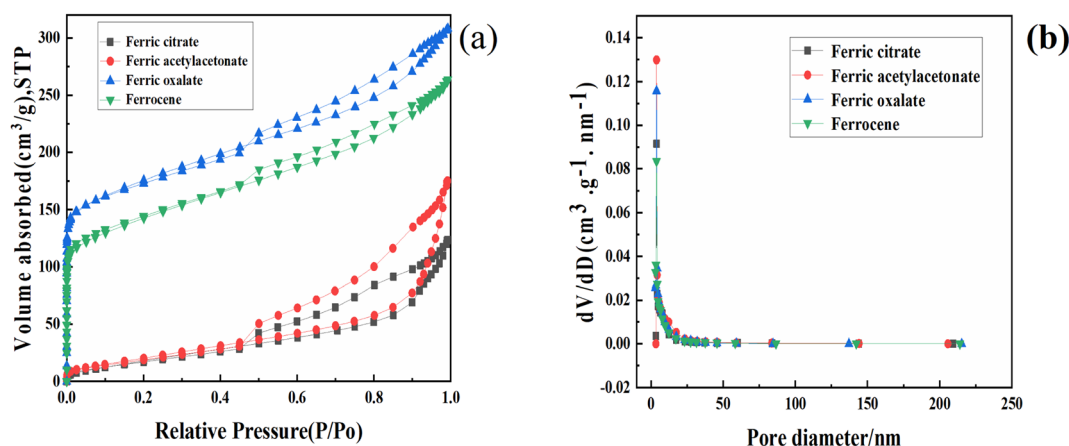 (a)
Ferric citrate
Ferric acetylacetonate
Ferric oxalate
Ferrocene
Volume absorbed(cm³/g),STP
300
250
200
150
100
50
0
0.0 0.2 0.4 0.6 0.8 1.0
Relative Pressure(P/Po)
(b)
Ferric citrate
Ferric acetylacetonate
Ferric oxalate
Ferrocene
dV/dD(cm³.g⁻¹. nm⁻¹)
0.14
0.12
0.10
0.08
0.06
0.04
0.02
0.00
-0.02
0 50 100 150 200 250
Pore diameter/nm